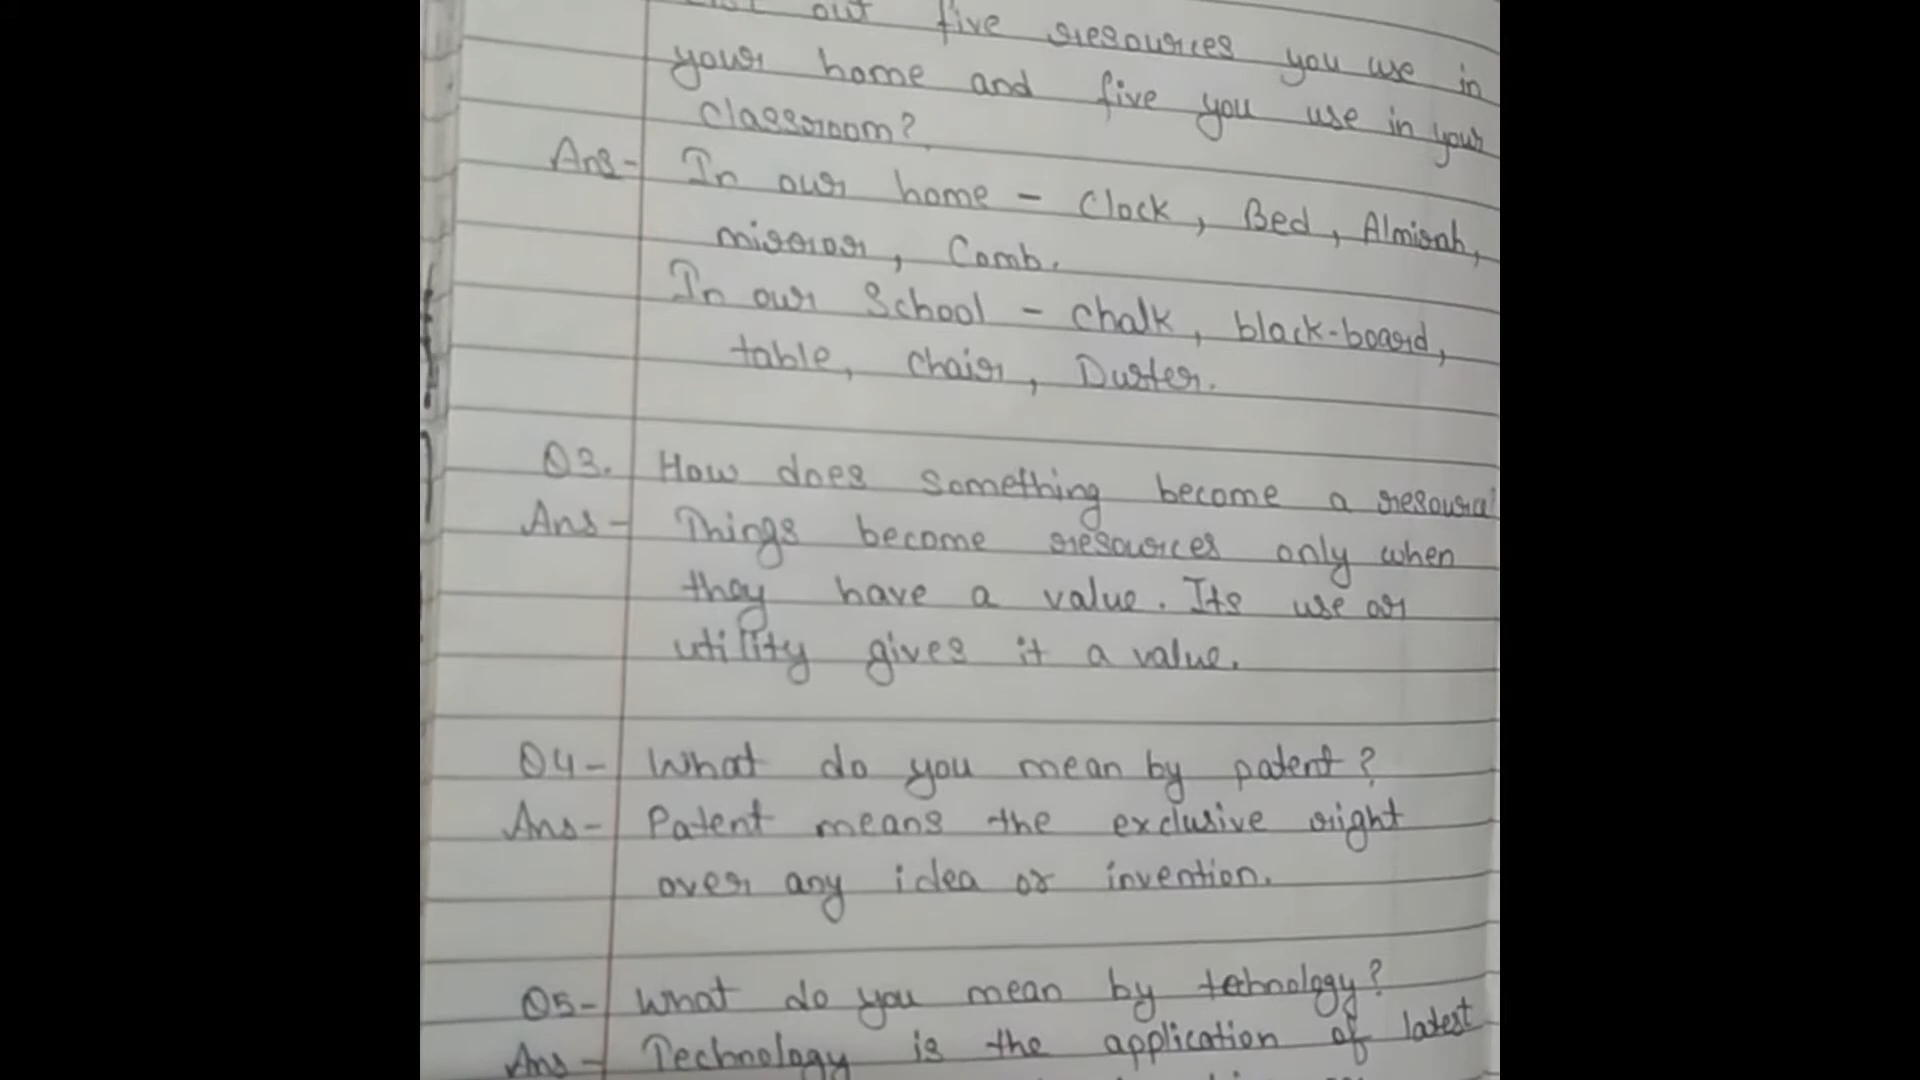 out five resources you use in
your home and five you use in your
classroom?
Ans- In our home - Clock, Bed, Almirah,
mirror, Comb.
In our School - chalk, black-board,
table, Chair, Duster.
Q3. How does something become a resource
Ans- Things become resources only when
they have a value. Its use or
utility gives it a value.
Q4- What do you mean by patent?
Ans- Patent means the exclusive right
over any idea or invention.
Q5- What do you mean by technology?
Ans- Technology is the application of latest